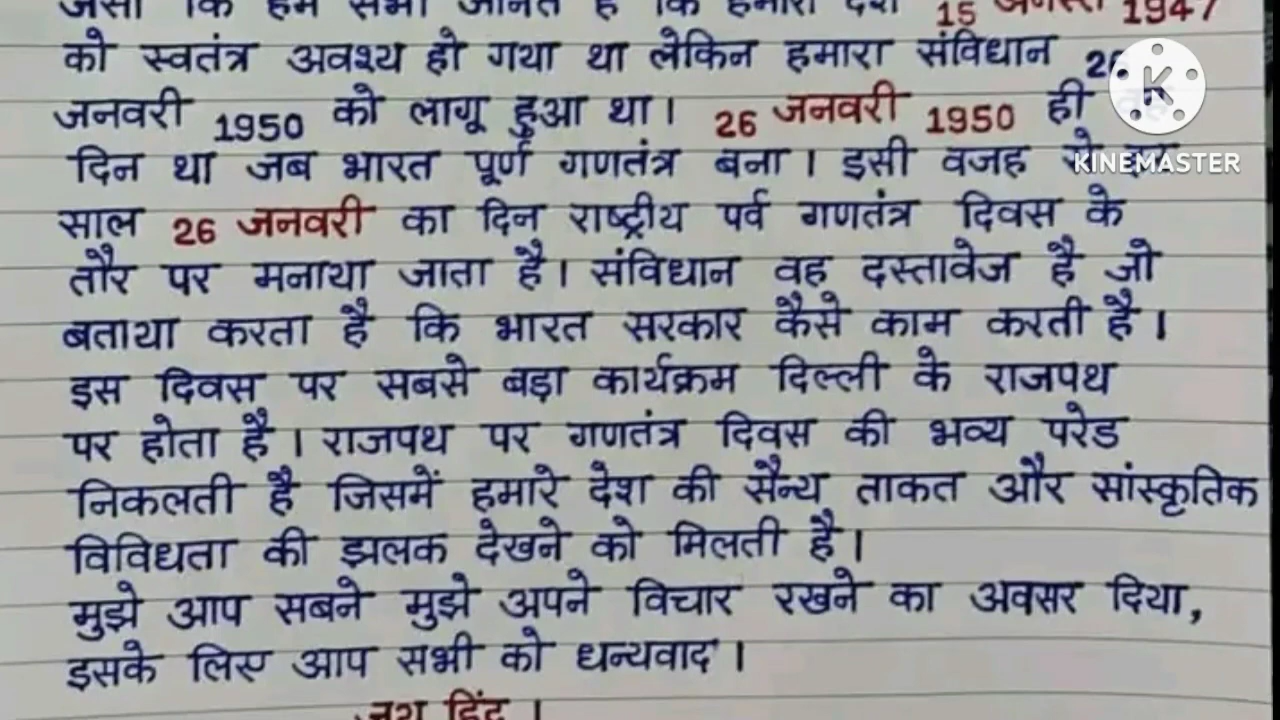 जैसा कि हम सभी जानते हैं कि हमारा देश 15 अगस्त 1947
को स्वतंत्र अवश्य हो गया था लेकिन हमारा संविधान 26
जनवरी 1950 को लागू हुआ था। 26 जनवरी 1950 ही
दिन था जब भारत पूर्ण गणतंत्र बना। इसी वजह से
साल 26 जनवरी का दिन राष्ट्रीय पर्व गणतंत्र दिवस के
तौर पर मनाया जाता है। संविधान वह दस्तावेज है जो
बताया करता है कि भारत सरकार कैसे काम करती है।
इस दिवस पर सबसे बड़ा कार्यक्रम दिल्ली के राजपथ
पर होता है। राजपथ पर गणतंत्र दिवस की भव्य परेड
निकलती है जिसमें हमारे देश की सैन्य ताकत और सांस्कृतिक
विविधता की झलक देखने को मिलती है।
मुझे आप सबने मुझे अपने विचार रखने का अवसर दिया,
इसके लिए आप सभी को धन्यवाद।
जय हिंद।
K
KINEMASTER